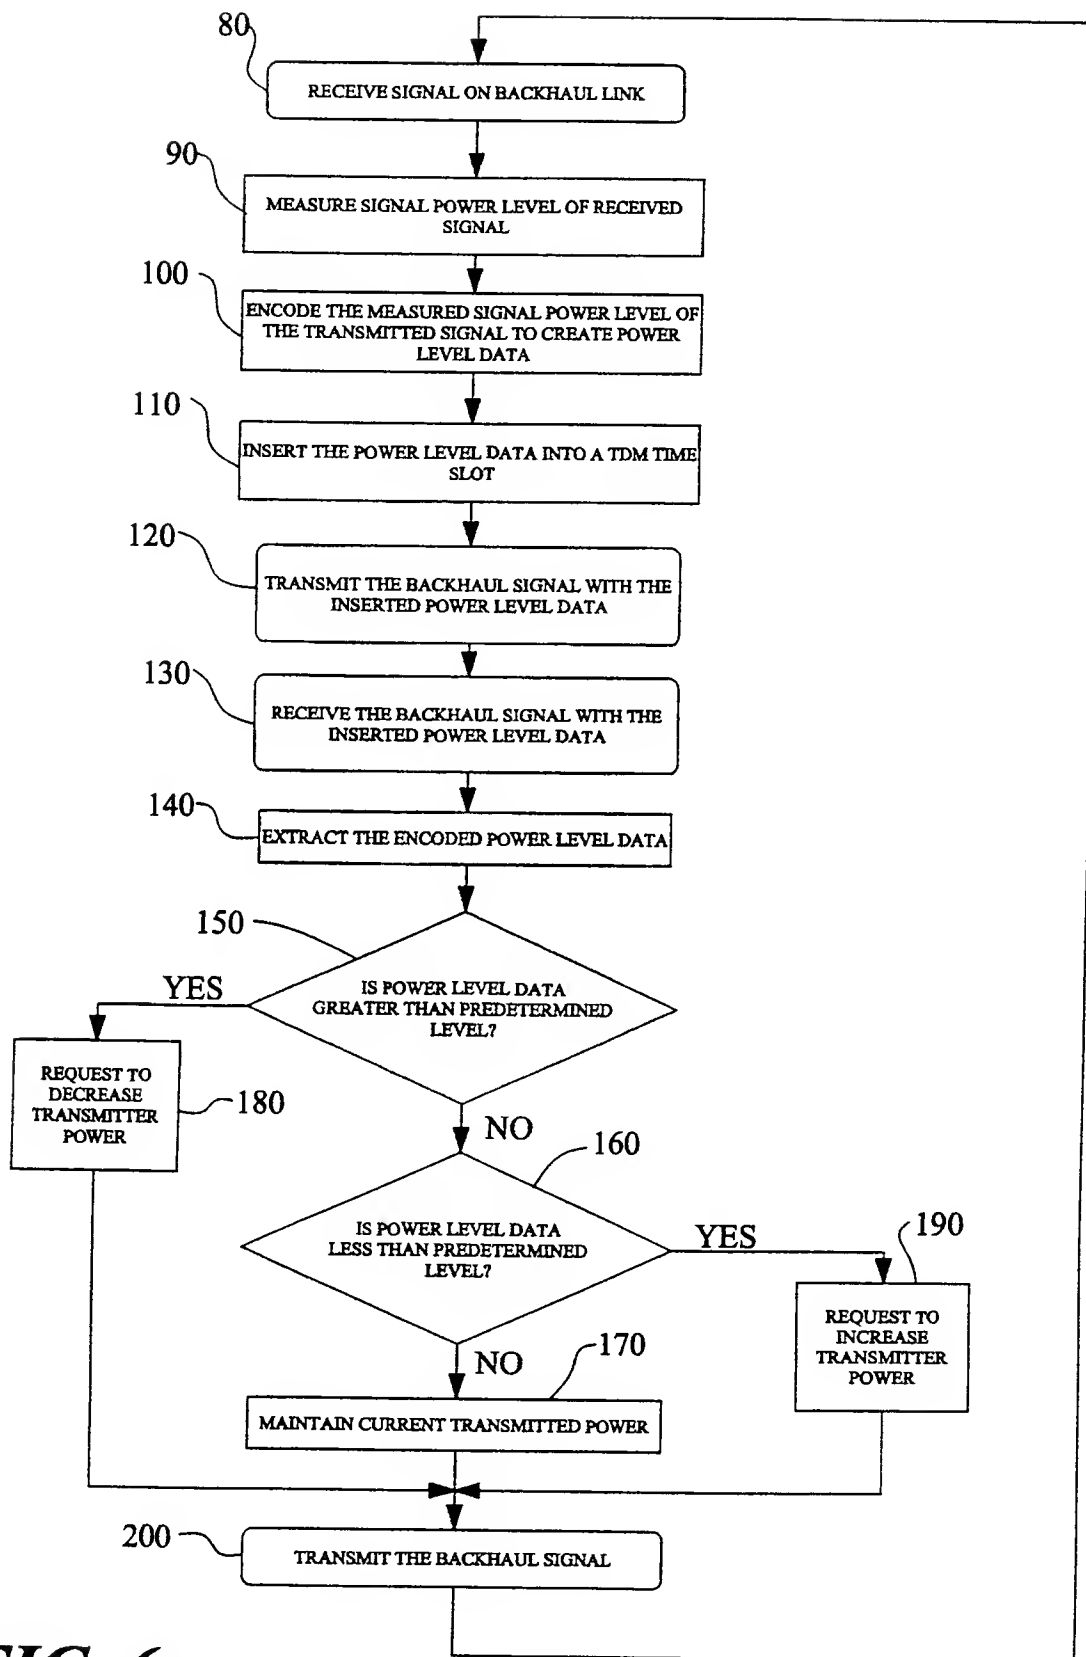 80
RECEIVE SIGNAL ON BACKHAUL LINK
90
MEASURE SIGNAL POWER LEVEL OF RECEIVED
SIGNAL
100
ENCODE THE MEASURED SIGNAL POWER LEVEL OF
THE TRANSMITTED SIGNAL TO CREATE POWER
LEVEL DATA
110
INSERT THE POWER LEVEL DATA INTO A TDM TIME
SLOT
120
TRANSMIT THE BACKHAUL SIGNAL WITH THE
INSERTED POWER LEVEL DATA
130
RECEIVE THE BACKHAUL SIGNAL WITH THE
INSERTED POWER LEVEL DATA
140
EXTRACT THE ENCODED POWER LEVEL DATA
150
YES
IS POWER LEVEL DATA
GREATER THAN PREDETERMINED
LEVEL?
REQUEST TO
DECREASE
TRANSMITTER
POWER
180
NO
160
IS POWER LEVEL DATA
LESS THAN PREDETERMINED
LEVEL?
YES
190
REQUEST TO
INCREASE
TRANSMITTER
POWER
NO
170
MAINTAIN CURRENT TRANSMITTED POWER
200
TRANSMIT THE BACKHAUL SIGNAL